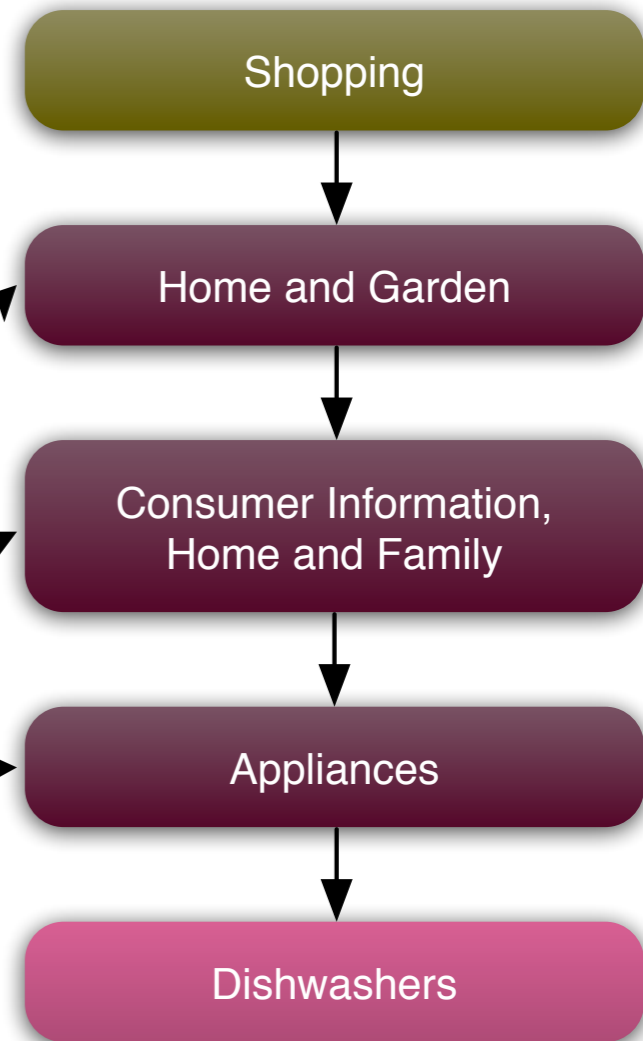 Shopping
Home and Garden
Consumer Information,
Home and Family
Appliances
Dishwashers